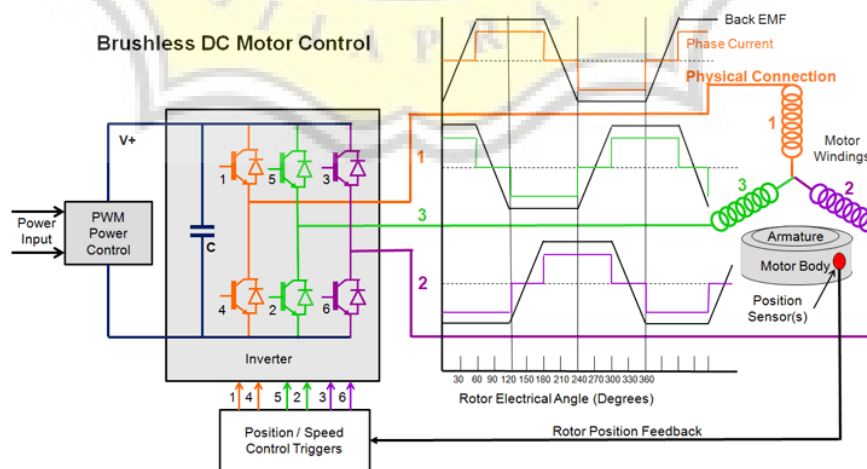 Brushless DC Motor Control
Back EMF
Phase Current
Physical Connection
V+
1
5
3
1
1
Motor
Windings
3
2
Power
Input
PWM
Power
Control
C
3
Armature
Motor Body
4
2
6
2
Position
Sensor(s)
Inverter
30 60 90 120 150 180 210 240 270 300 330 360
1 4 5 2 3 6
Rotor Electrical Angle (Degrees)
Position / Speed
Control Triggers
Rotor Position Feedback